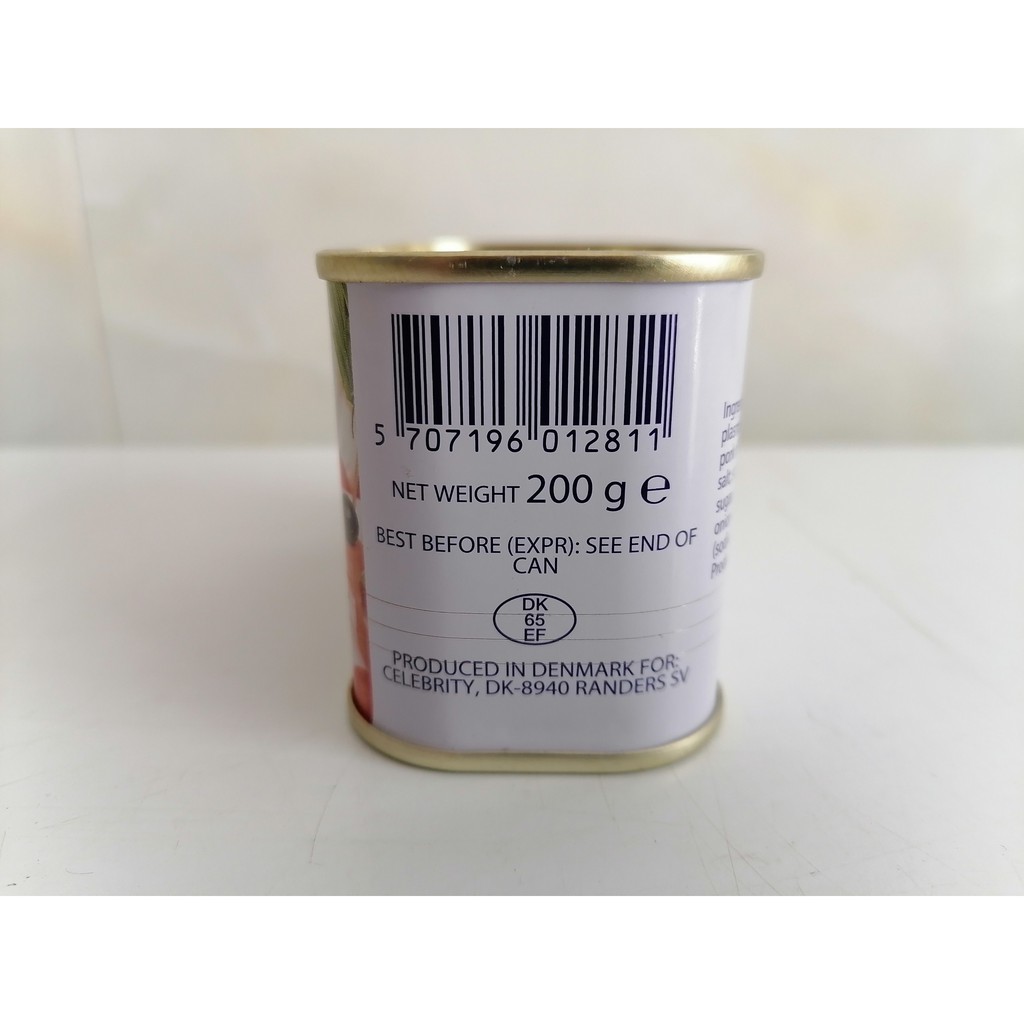 5 707196 012811
NET WEIGHT 200 g ℮
BEST BEFORE (EXPR): SEE END OF
CAN
DK
65
EF
PRODUCED IN DENMARK FOR:
CELEBRITY, DK-8940 RANDERS SV